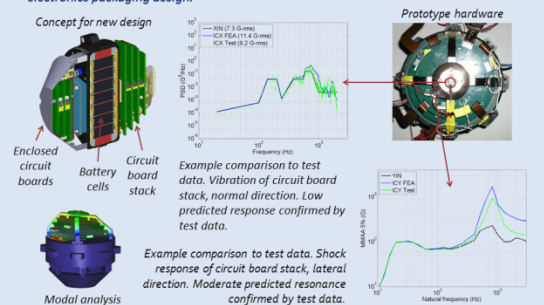 electronics packaging design.
Concept for new design
Prototype hardware
XIN (7.3 G-rms)
ICX FEA (11.4 G-rms)
ICX Test (9.2 G-rms)
PSD (G²/Hz)
Frequency (Hz)
Enclosed
circuit
boards
Battery
cells
Circuit
board
stack
Example comparison to test
data. Vibration of circuit board
stack, normal direction. Low
predicted response confirmed by
test data.
YIN
ICY FEA
ICY Test
MMAA 5% (G)
Natural frequency (Hz)
Example comparison to test data. Shock
response of circuit board stack, lateral
direction. Moderate predicted resonance
confirmed by test data.
Modal analysis